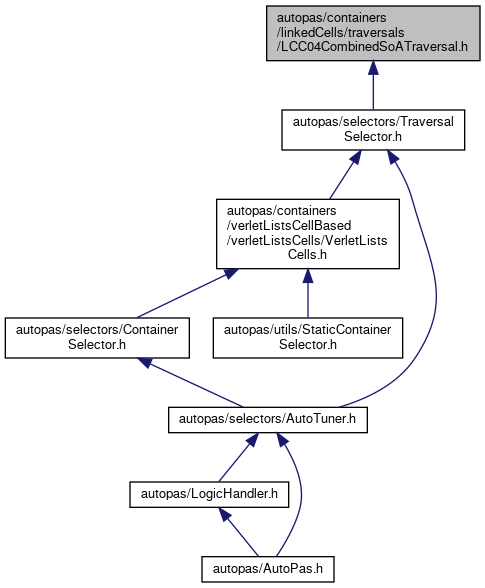 autopas/containers
/linkedCells/traversals
/LCC04CombinedSoATraversal.h
autopas/selectors/Traversal
Selector.h
autopas/containers
/verletListsCellBased
/verletListsCells/VerletLists
Cells.h
autopas/selectors/Container
Selector.h
autopas/utils/StaticContainer
Selector.h
autopas/selectors/AutoTuner.h
autopas/LogicHandler.h
autopas/AutoPas.h